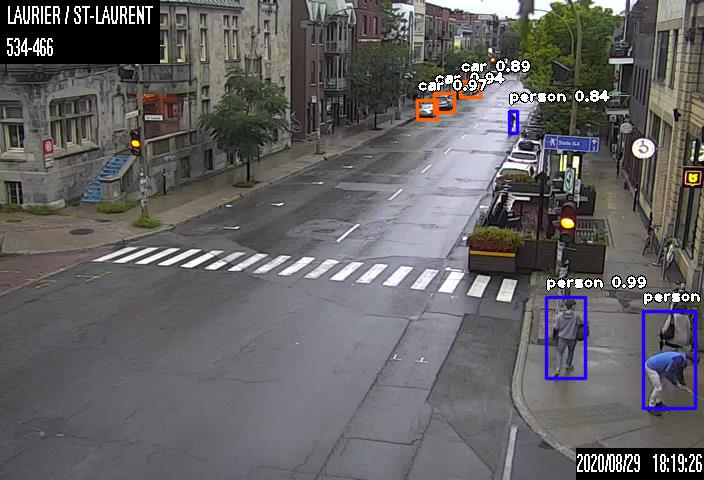 LAURIER / ST-LAURENT
534-466
car 0.89
car 0.94
car 0.97
person 0.84
person 0.99
person
2020/08/29 18:19:26